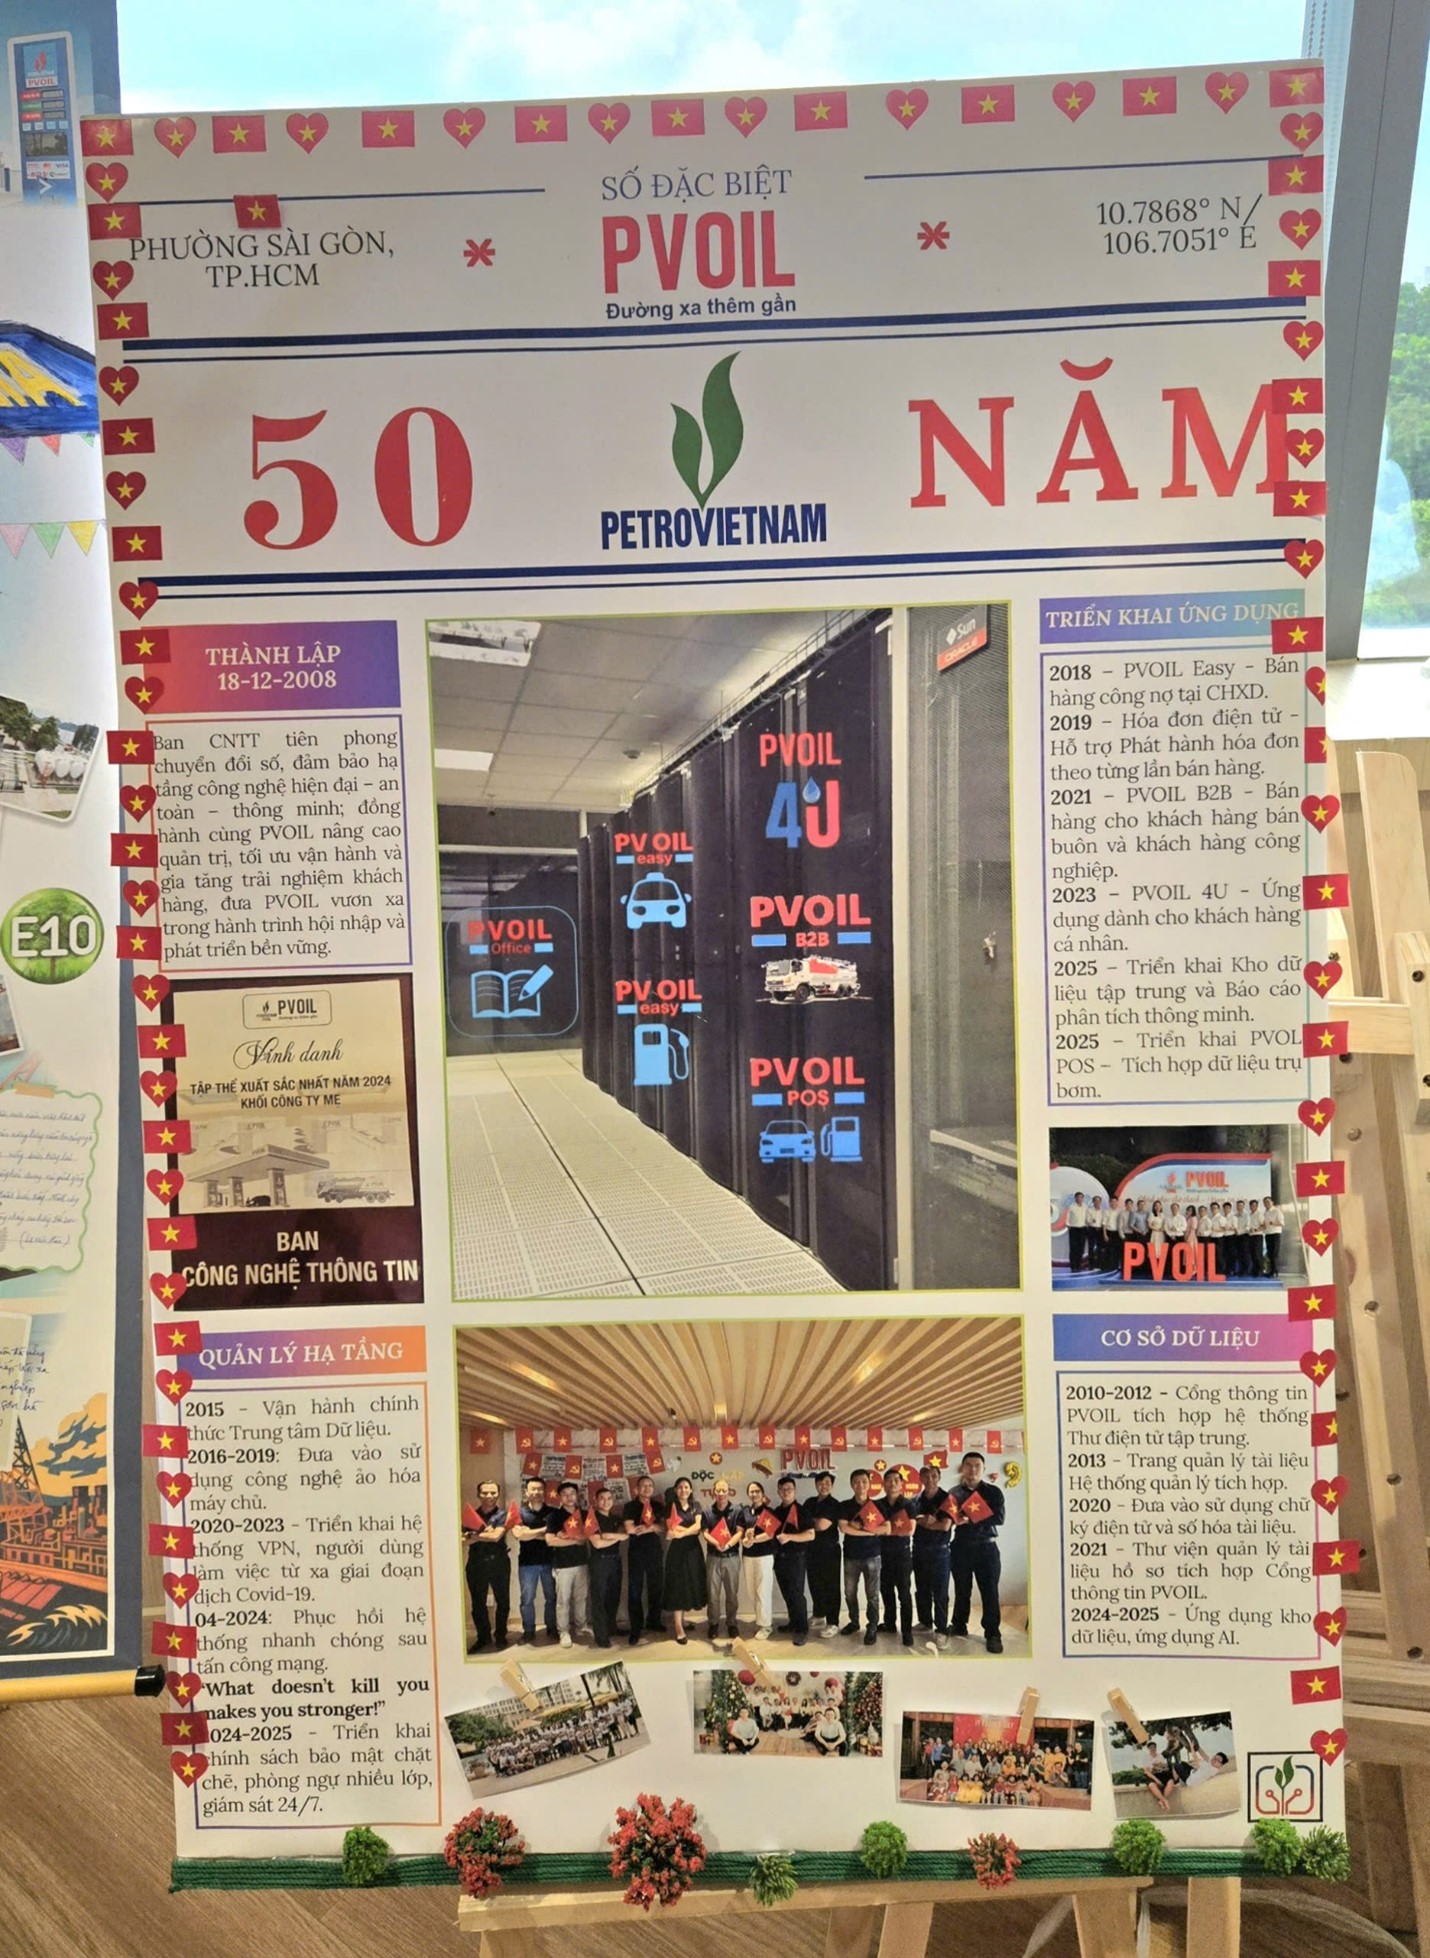 SỐ ĐẶC BIỆT
PHƯỜNG SÀI GÒN,
TP.HCM
PVOIL
Đường xa thêm gần
10.7868° N/
106.7051° E
50
NĂM
PETROVIETNAM
THÀNH LẬP
18-12-2008
Ban CNTT tiên phong
chuyển đổi số, đảm bảo hạ
tầng công nghệ hiện đại – an
toàn – thông minh; đồng
hành cùng PVOIL nâng cao
quản trị, tối ưu vận hành và
gia tăng trải nghiệm khách
hàng, đưa PVOIL vươn xa
trong hành trình hội nhập và
phát triển bền vững.
PVOIL
Vinh danh
TẬP THỂ XUẤT SẮC NHẤT NĂM 2024
KHỐI CÔNG TY MẸ
BAN
CÔNG NGHỆ THÔNG TIN
QUẢN LÝ HẠ TẦNG
2015 – Vận hành chính
thức Trung tâm Dữ liệu.
2016-2019: Đưa vào sử
dụng công nghệ ảo hóa
máy chủ.
2020-2023 – Triển khai hệ
thống VPN, người dùng
làm việc từ xa giai đoạn
dịch Covid-19.
04-2024: Phục hồi hệ
thống nhanh chóng sau
tấn công mạng.
"What doesn't kill you
makes you stronger!"
2024-2025 – Triển khai
chính sách bảo mật chặt
chẽ, phòng ngự nhiều lớp,
giám sát 24/7.
Sun
ORACLE
PVOIL
4U
PV OIL
easy
PVOIL
B2B
PVOIL
Office
PV OIL
easy
PVOIL
POS
TRIỂN KHAI ỨNG DỤNG
2018 – PVOIL Easy – Bán
hàng công nợ tại CHXD.
2019 – Hóa đơn điện tử –
Hỗ trợ Phát hành hóa đơn
theo từng lần bán hàng.
2021 – PVOIL B2B – Bán
hàng cho khách hàng bán
buôn và khách hàng công
nghiệp.
2023 – PVOIL 4U – Ứng
dụng dành cho khách hàng
cá nhân.
2025 – Triển khai Kho dữ
liệu tập trung và Báo cáo
phân tích thông minh.
2025 – Triển khai PVOL
POS – Tích hợp dữ liệu trụ
bơm.
PVOIL
PVOIL
CƠ SỞ DỮ LIỆU
2010-2012 - Cổng thông tin
PVOIL tích hợp hệ thống
Thư điện tử tập trung.
2013 - Trang quản lý tài liệu
Hệ thống quản lý tích hợp.
2020 - Đưa vào sử dụng chữ
ký điện tử và số hóa tài liệu.
2021 - Thư viện quản lý tài
liệu hồ sơ tích hợp Cổng
thông tin PVOIL.
2024-2025 - Ứng dụng kho
dữ liệu, ứng dụng AI.
PVOIL
E10
PVOIL